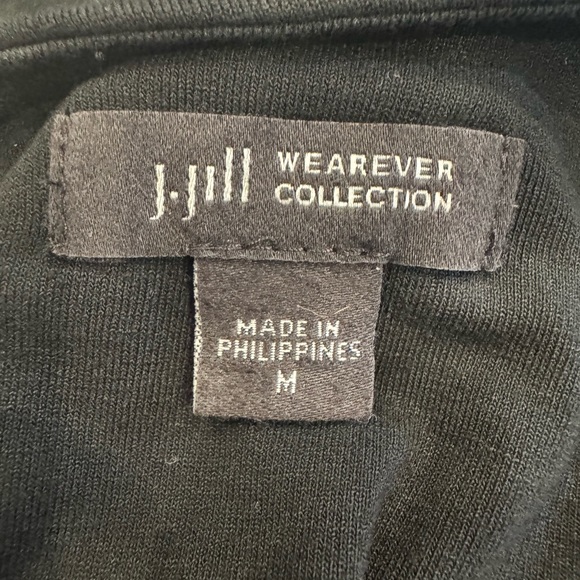 J.Jill WEAREVER
COLLECTION
MADE IN
PHILIPPINES
M